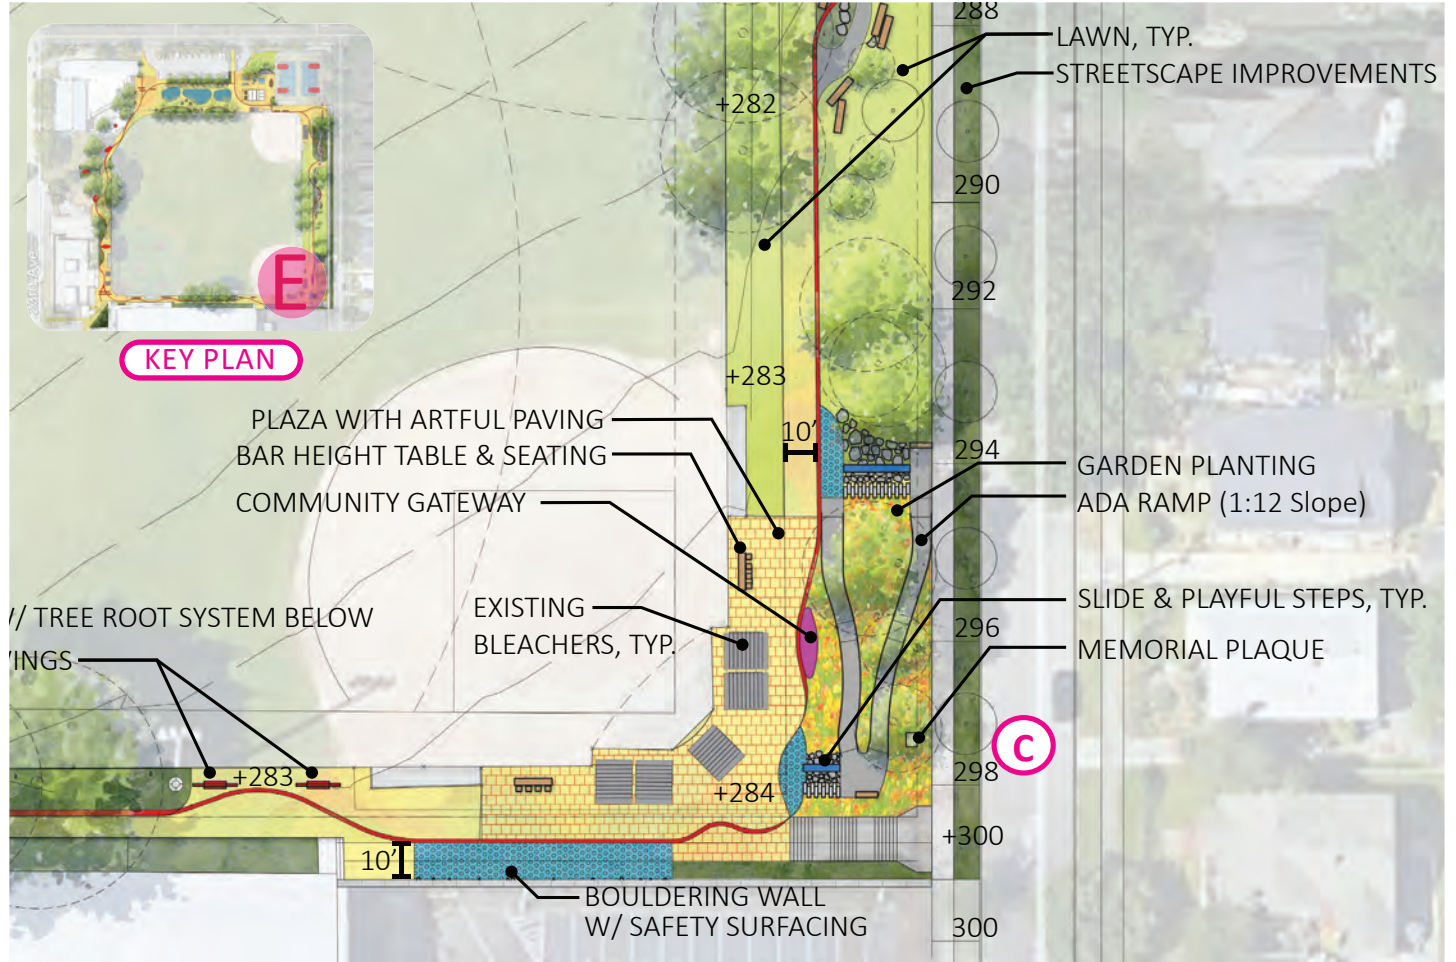 288
LAWN, TYP.
STREETSCAPE IMPROVEMENTS
+282
290
E
292
KEY PLAN
+283
PLAZA WITH ARTFUL PAVING
10'
BAR HEIGHT TABLE & SEATING
294
GARDEN PLANTING
COMMUNITY GATEWAY
ADA RAMP (1:12 Slope)
EXISTING
BLEACHERS, TYP.
SLIDE & PLAYFUL STEPS, TYP.
/ TREE ROOT SYSTEM BELOW
296
MEMORIAL PLAQUE
INGS
C
+283
298
+284
+300
10'
BOULDERING WALL
W/ SAFETY SURFACING
300